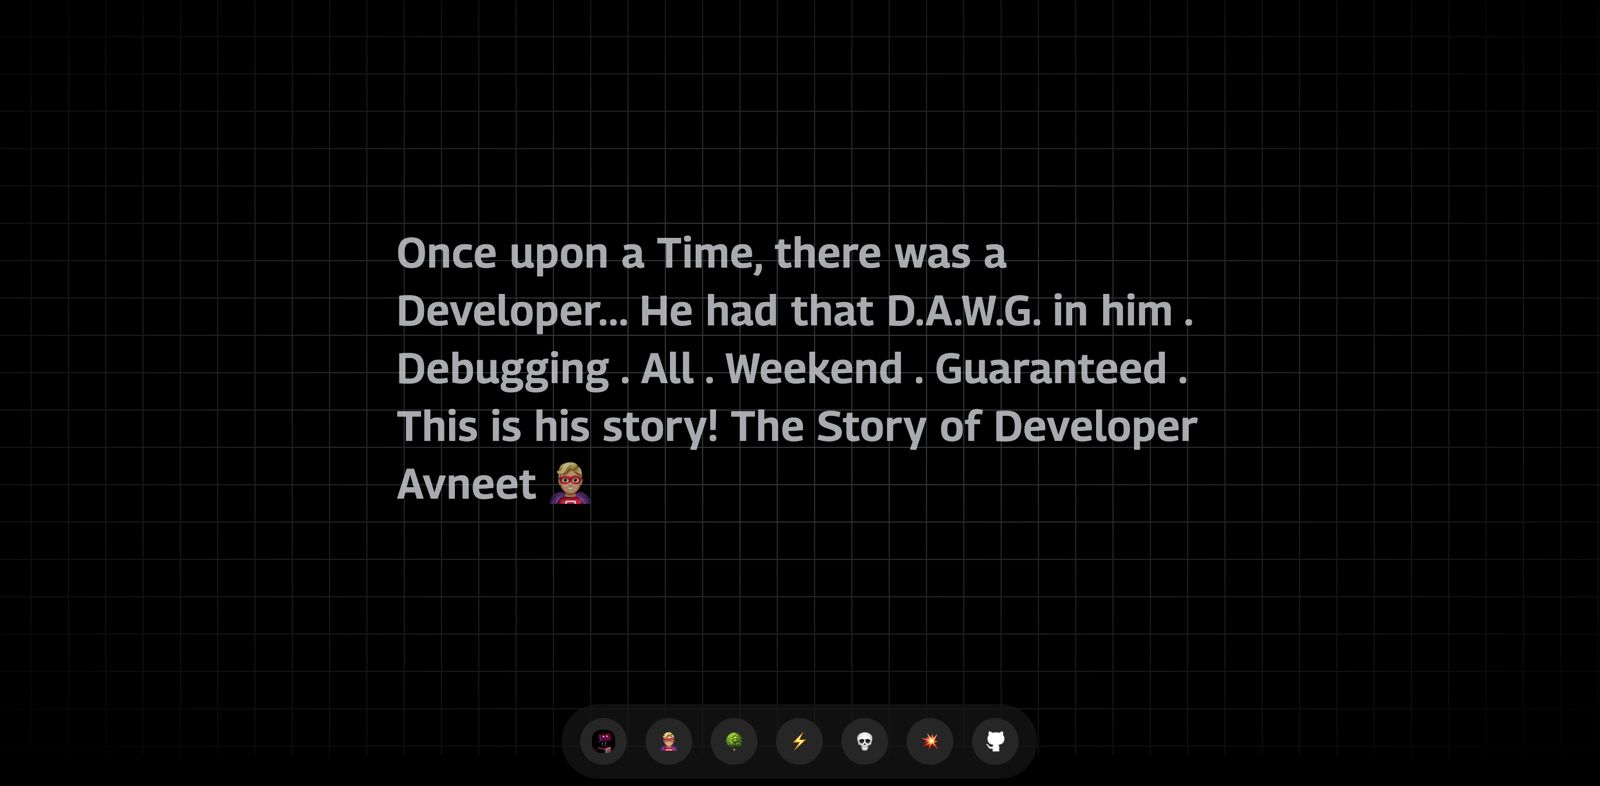 Once upon a Time, there was a
Developer... He had that D.A.W.G. in him .
Debugging . All . Weekend . Guaranteed .
This is his story! The Story of Developer
Avneet 🦸🏼‍♂️